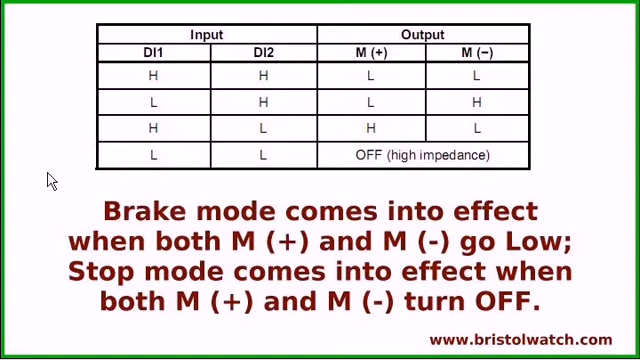 Input Output
DI1 DI2 M (+) M (−)
H H L L
L H L H
H L H L
L L OFF (high impedance)
Brake mode comes into effect
when both M (+) and M (-) go Low;
Stop mode comes into effect when
both M (+) and M (-) turn OFF.
www.bristolwatch.com